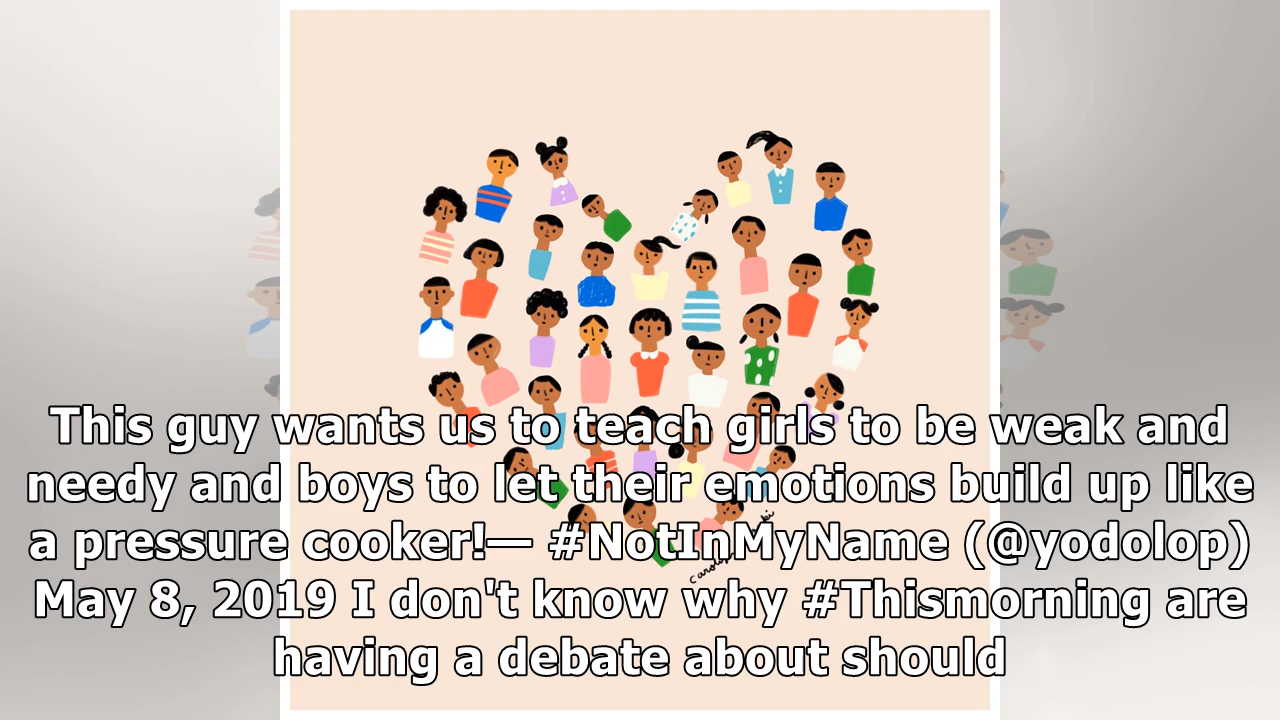 This guy wants us to teach girls to be weak and
needy and boys to let their emotions build up like
a pressure cooker!— #NotInMyName (@yodolop)
May 8, 2019 I don't know why #Thismorning are
having a debate about should